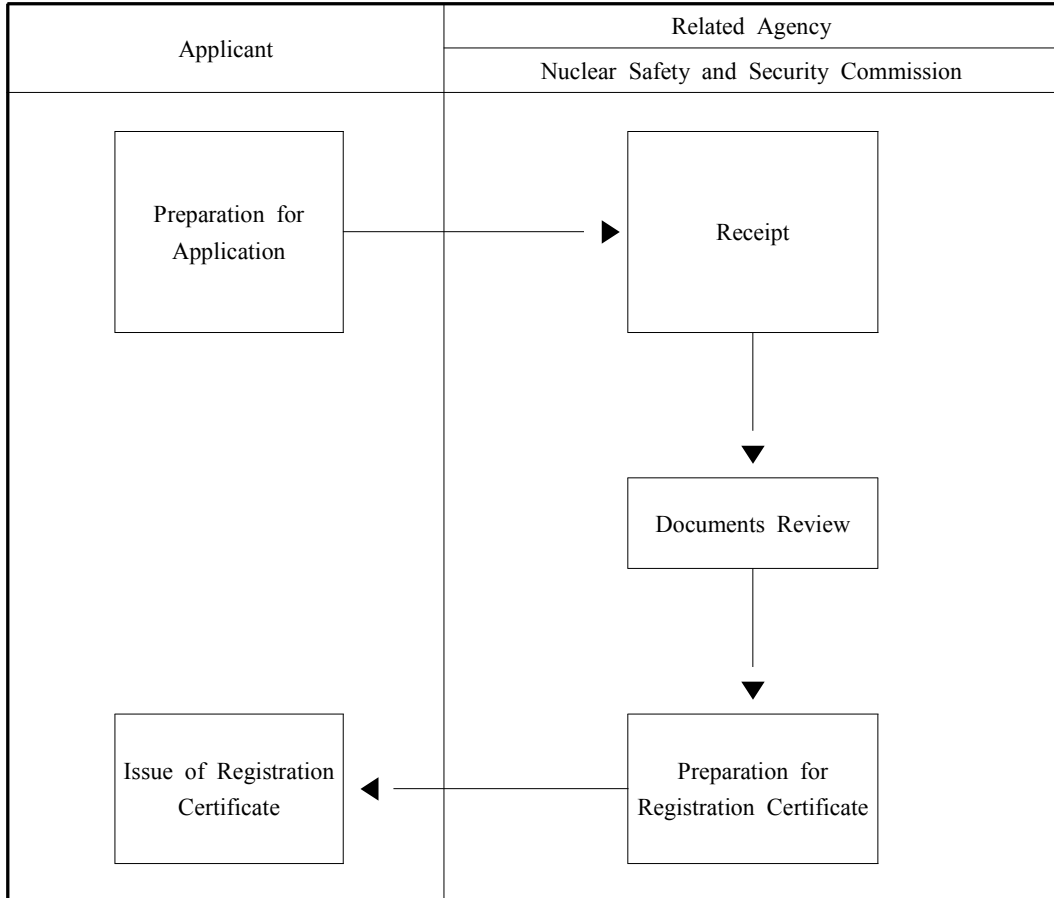 Applicant
Related Agency
Nuclear Safety and Security Commission
Preparation for
Application
Receipt
Documents Review
Issue of Registration
Certificate
Preparation for
Registration Certificate